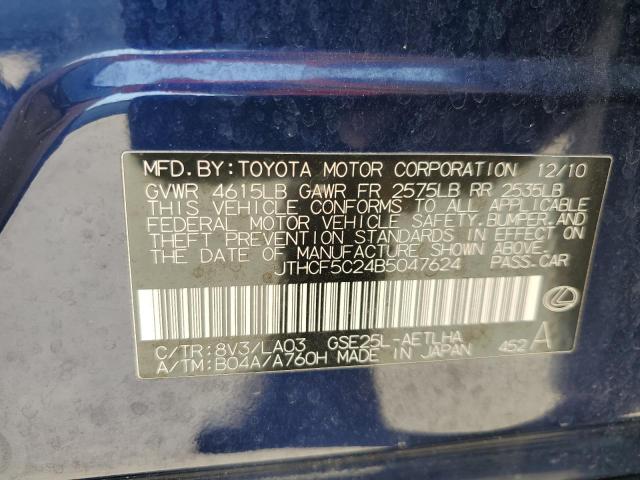 MFD.BY:TOYOTA MOTOR CORPORATION 12/10
GVWR 4615LB GAWR FR 2575LB RR 2535LB
THIS VEHICLE CONFORMS TO ALL APPLICABLE
FEDERAL MOTOR VEHICLE SAFETY, BUMPER, AND
THEFT PREVENTION STANDARDS IN EFFECT ON
THE DATE OF MANUFACTURE SHOWN ABOVE.
JTHCF5C24B5047624 PASS.CAR
C/TR:8V3/LA03 GSE25L-AETLHA
A/TM:B04A/A760H MADE IN JAPAN 452 A